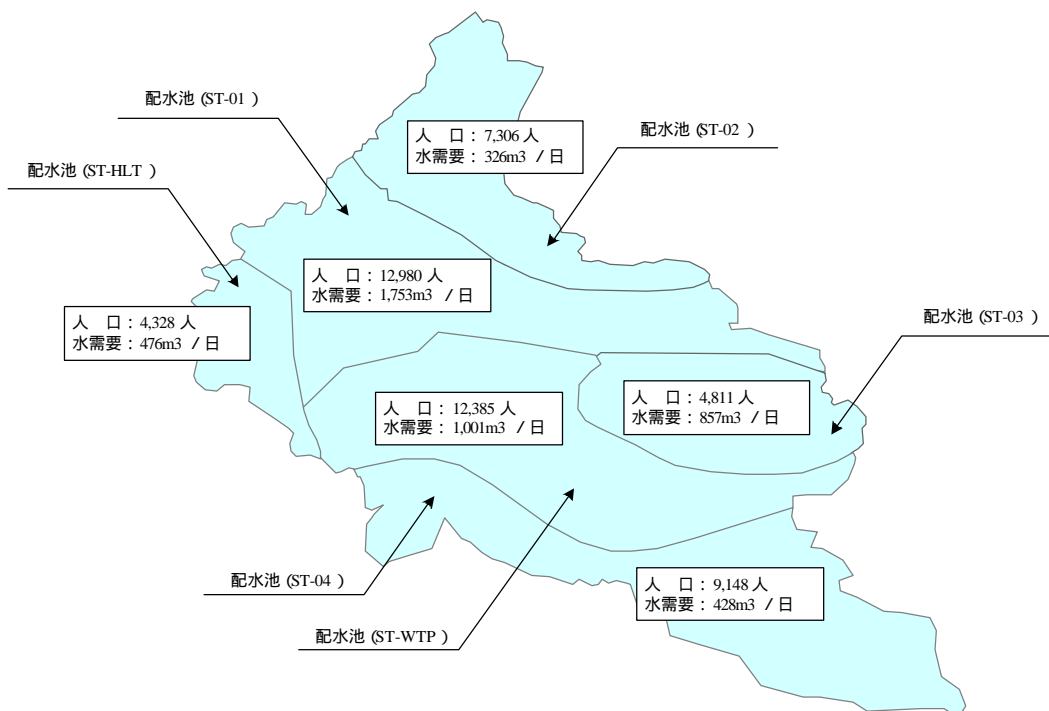 配水池 (ST-01 )
人　口 : 7,306 人
水需要 : 326m3 / 日
配水池 (ST-02 )
配水池 (ST-HLT )
人　口 : 12,980 人
水需要 : 1,753m3 / 日
人　口 : 4,328 人
水需要 : 476m3 / 日
配水池 (ST-03 )
人　口 : 12,385 人
水需要 : 1,001m3 / 日
人　口 : 4,811 人
水需要 : 857m3 / 日
配水池 (ST-04 )
人　口 : 9,148 人
水需要 : 428m3 / 日
配水池 (ST-WTP )